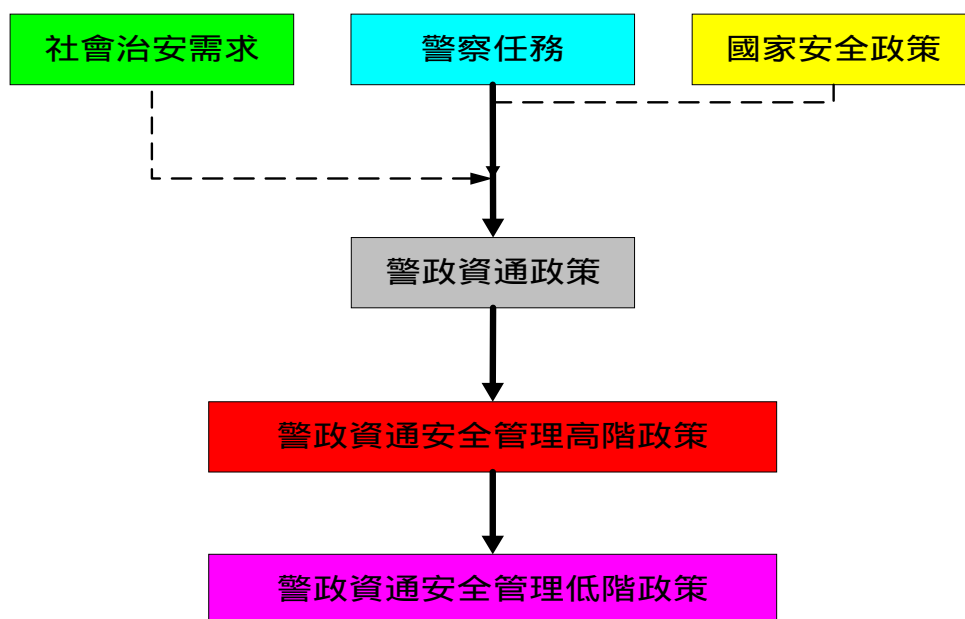 社會治安需求
警察任務
國家安全政策
警政資通政策
警政資通安全管理高階政策
警政資通安全管理低階政策